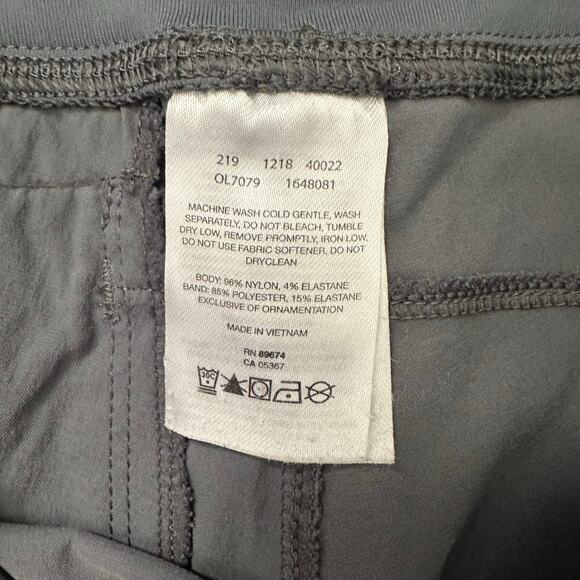 219 1218 40022
OL7079 1648081
MACHINE WASH COLD GENTLE, WASH
SEPARATELY, DO NOT BLEACH, TUMBLE
DRY LOW, REMOVE PROMPTLY, IRON LOW.
DO NOT USE FABRIC SOFTENER, DO NOT
DRYCLEAN
BODY: 96% NYLON, 4% ELASTANE
BAND: 85% POLYESTER, 15% ELASTANE
EXCLUSIVE OF ORNAMENTATION
MADE IN VIETNAM
RN 89674
CA 05367
30C